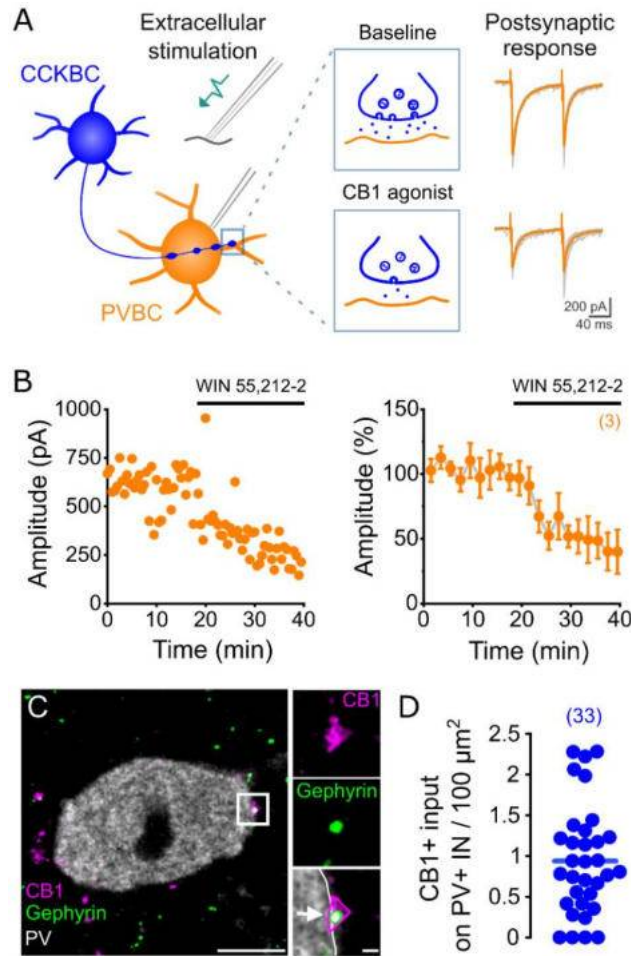 A
Extracellular
stimulation
CCKBC
PVBC
Baseline
CB1 agonist
Postsynaptic
response
200 pA
40 ms
B
WIN 55,212-2
1000
750
500
250
0
Amplitude (pA)
0 10 20 30 40
Time (min)
WIN 55,212-2
(3)
150
100
50
0
Amplitude (%)
0 10 20 30 40
Time (min)
C
CB1
Gephyrin
PV
CB1
Gephyrin
D
(33)
2.5
2
1.5
1
0.5
0
CB1+ input
on PV+ IN / 100 µm²